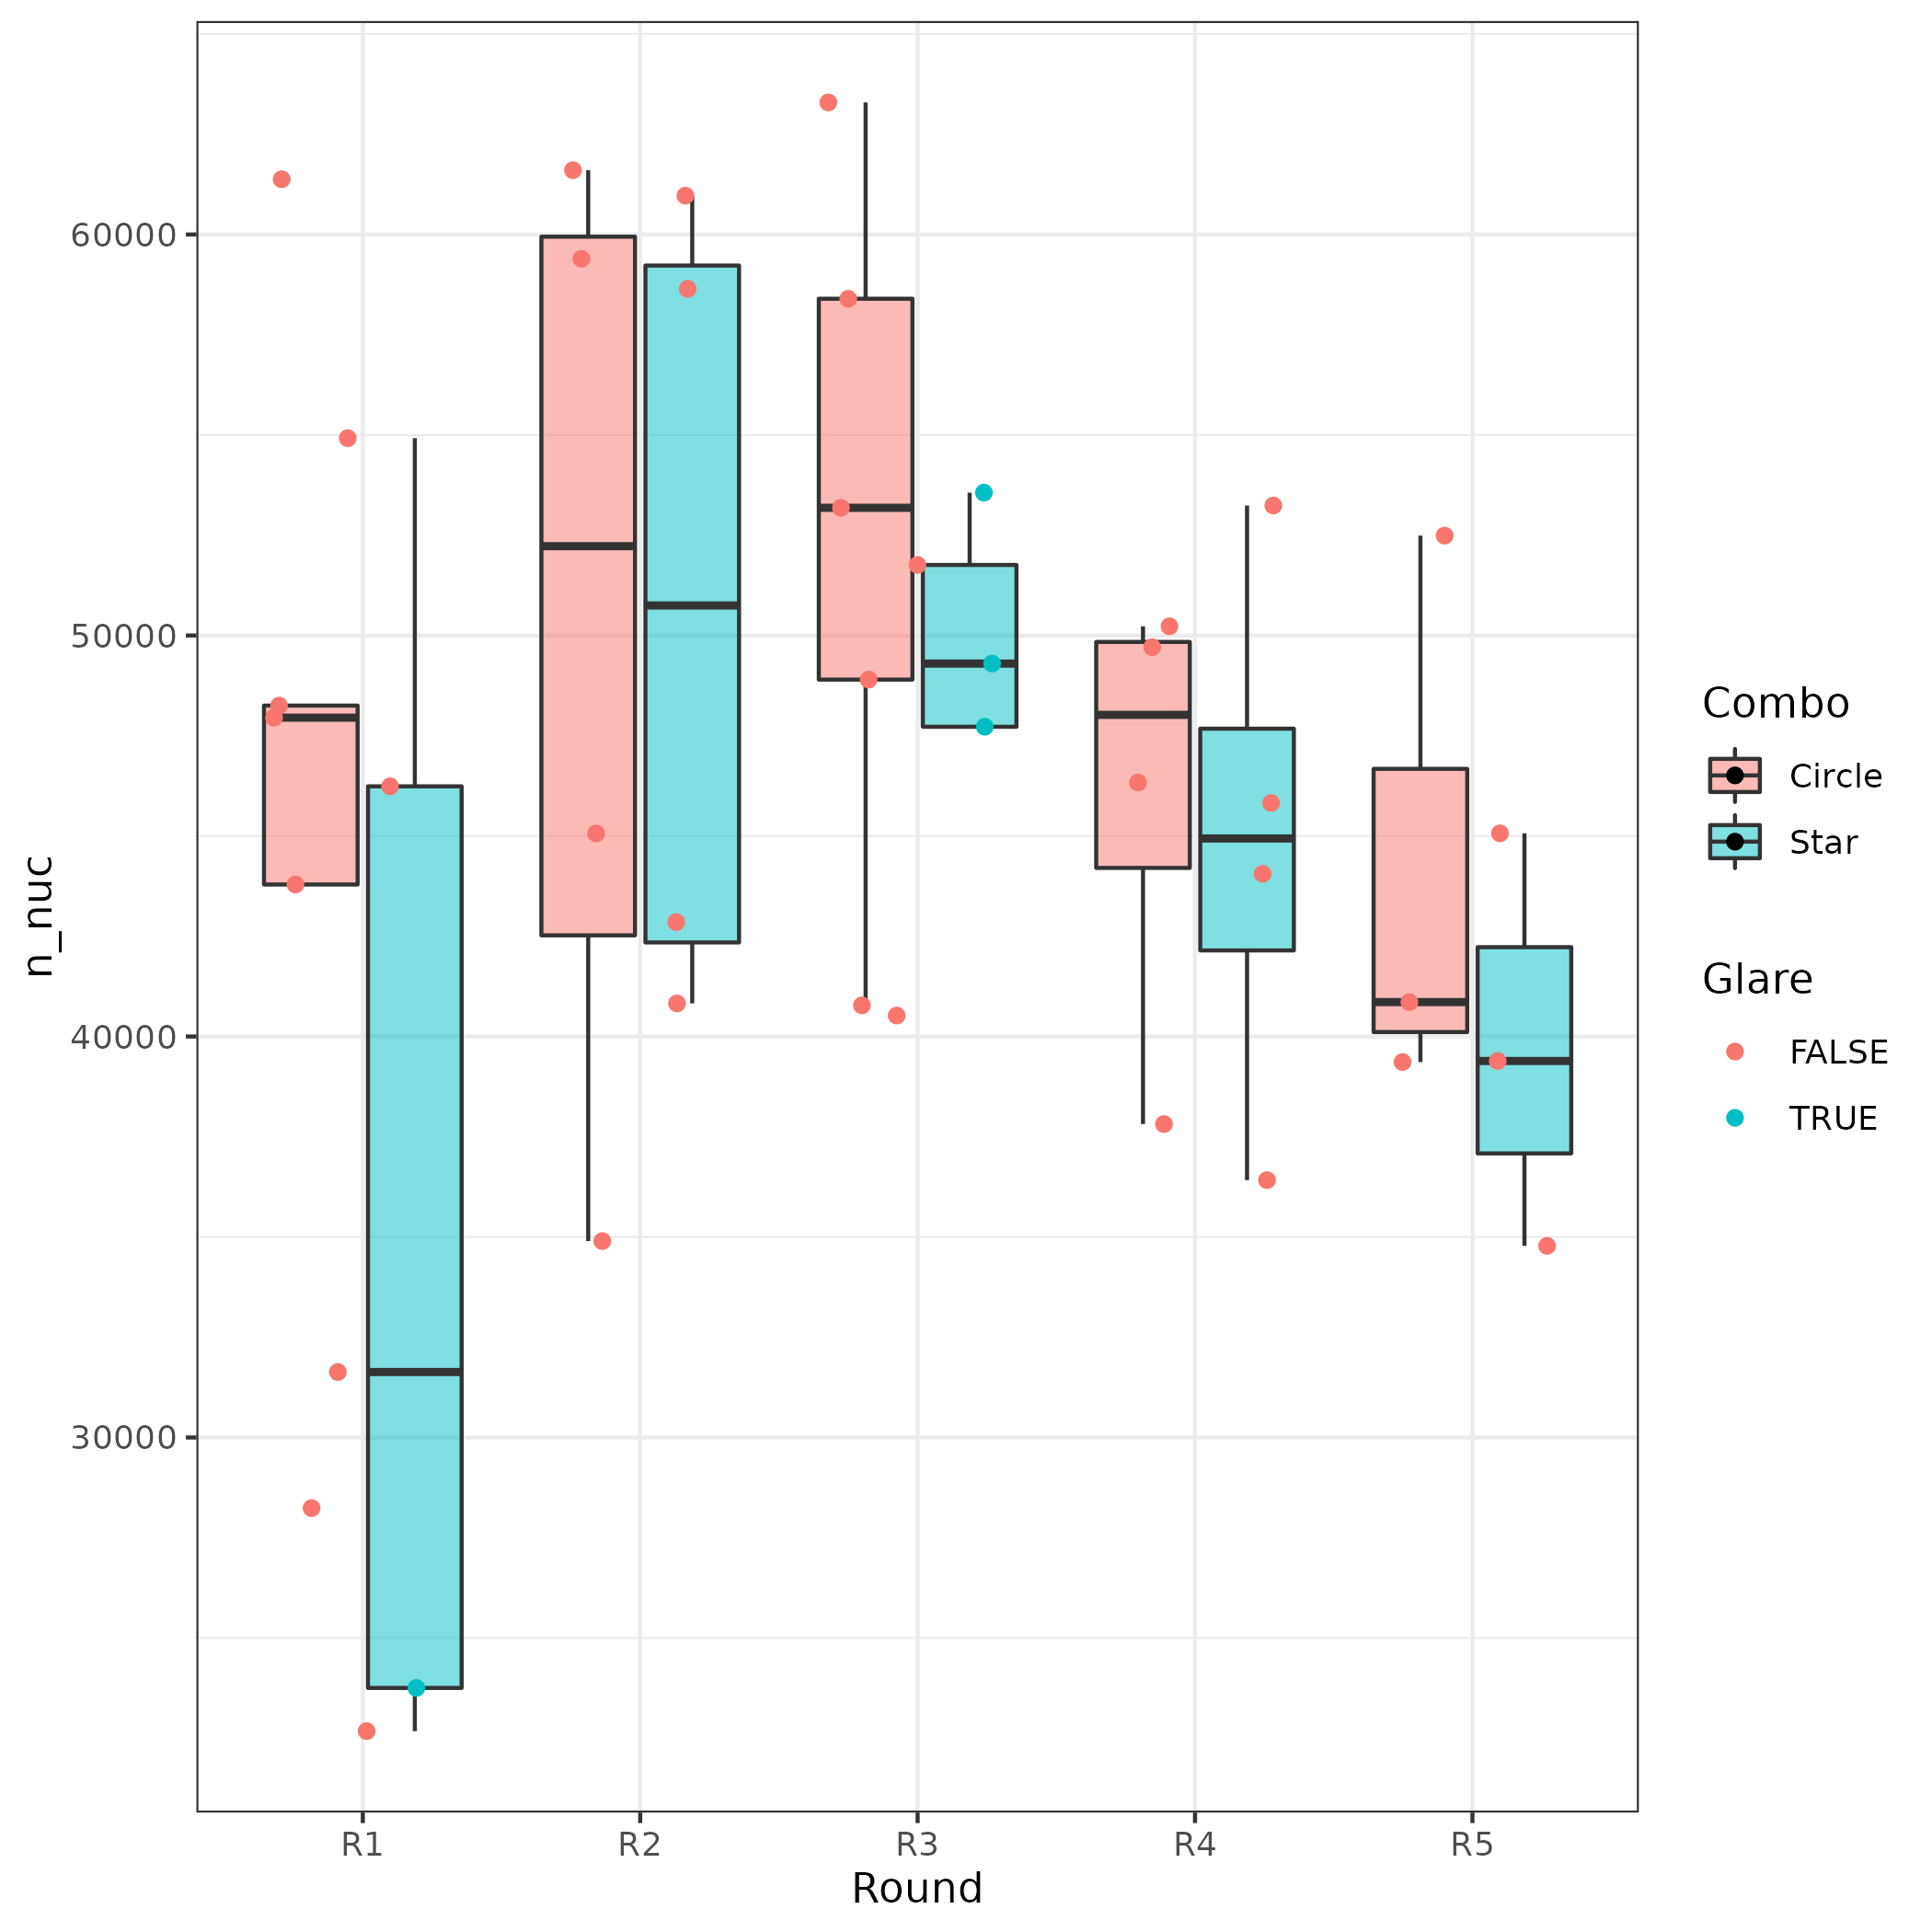 n_nuc
60000
50000
40000
30000
R1 R2 R3 R4 R5
Round
Combo
Circle
Star
Glare
FALSE
TRUE